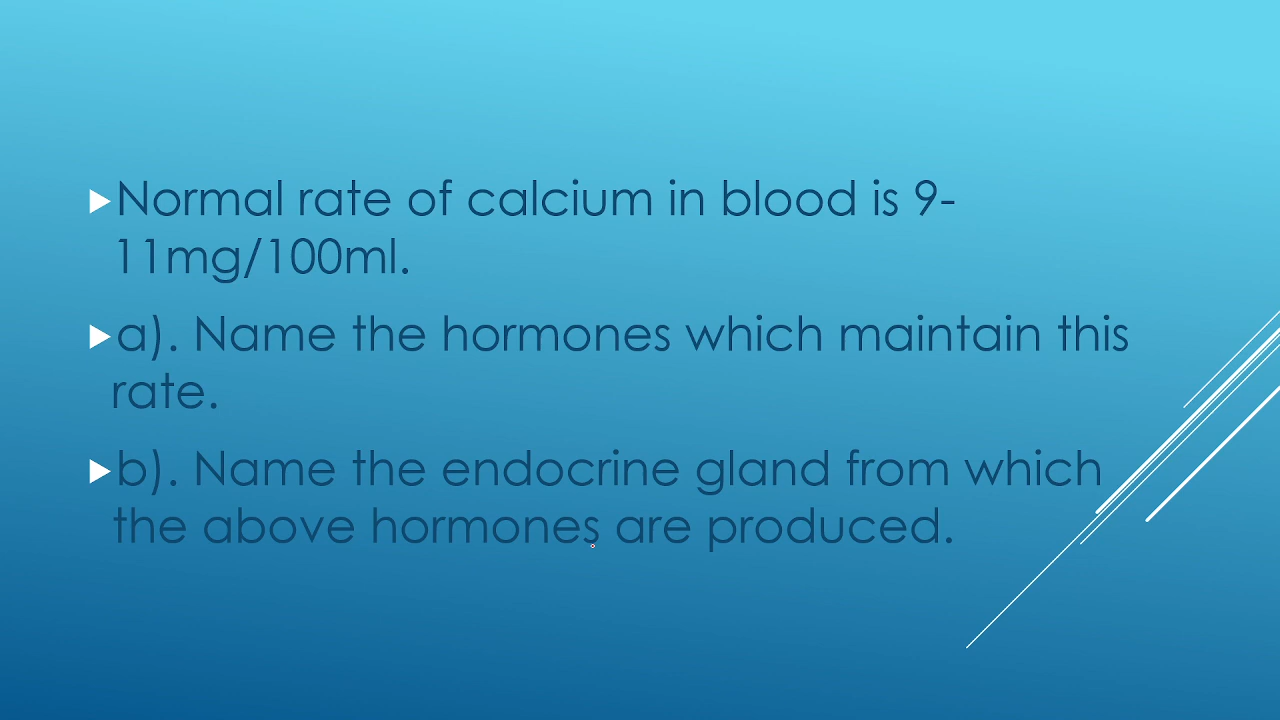 Normal rate of calcium in blood is 9-
11mg/100ml.
a). Name the hormones which maintain this
rate.
b). Name the endocrine gland from which
the above hormones are produced.